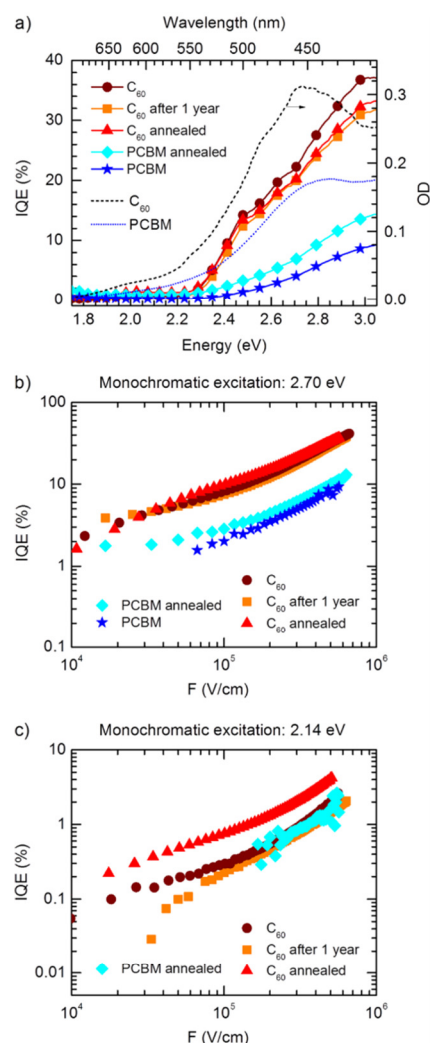 a)
Wavelength (nm)
650 600 550 500 450
40
30
20
10
0
IQE (%)
C60
C60 after 1 year
C60 annealed
PCBM annealed
PCBM
C60
PCBM
0.3
0.2
0.1
0.0
OD
1.8 2.0 2.2 2.4 2.6 2.8 3.0
Energy (eV)
b)
Monochromatic excitation: 2.70 eV
100
10
1
0.1
IQE (%)
PCBM annealed
PCBM
C60
C60 after 1 year
C60 annealed
10^4 10^5 10^6
F (V/cm)
c)
Monochromatic excitation: 2.14 eV
10
1
0.1
0.01
IQE (%)
PCBM annealed
C60
C60 after 1 year
C60 annealed
10^4 10^5 10^6
F (V/cm)